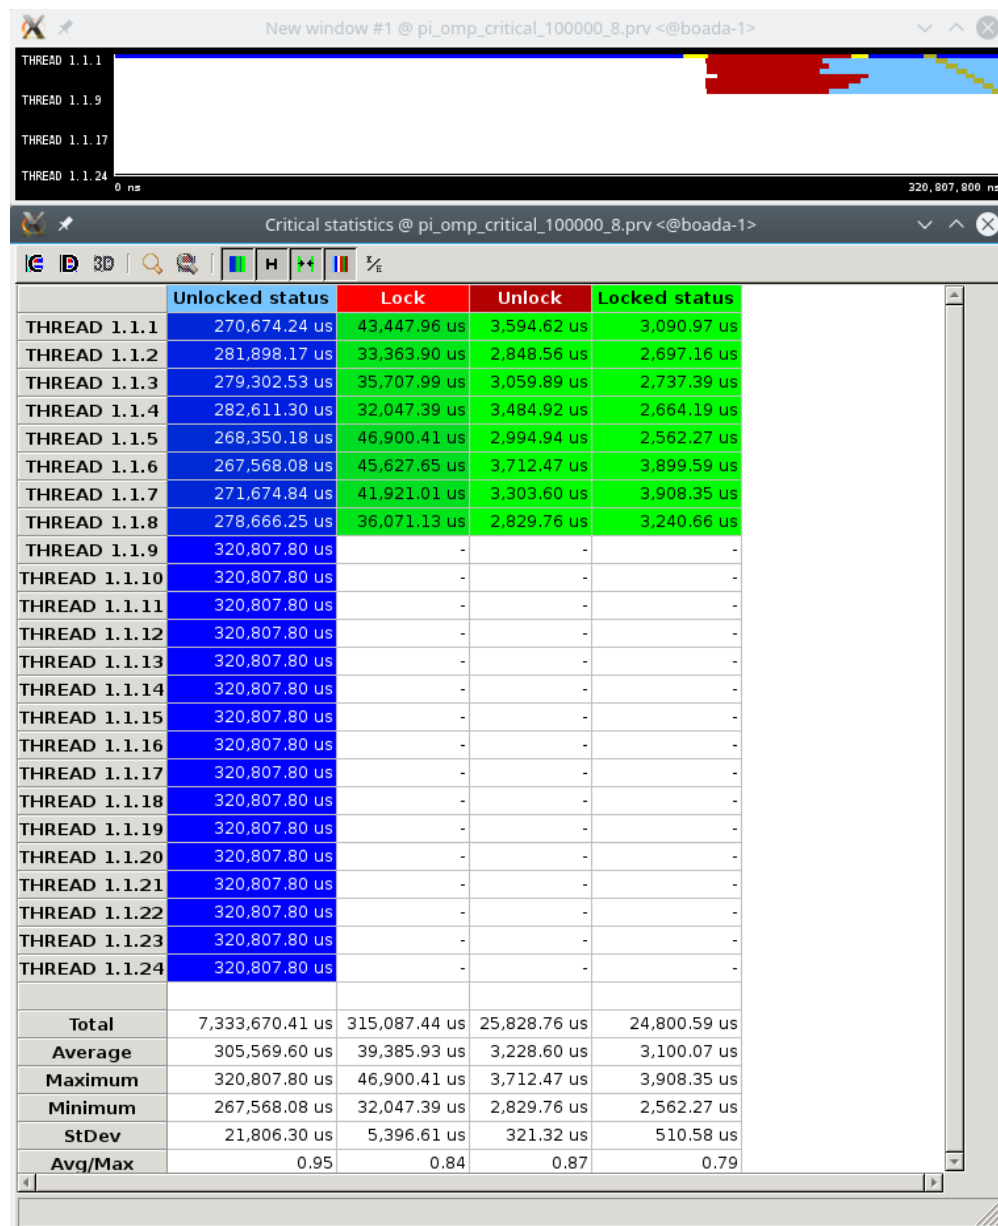 New window #1 @ pi_omp_critical_100000_8.prv <@boada-1>
THREAD 1.1.1
THREAD 1.1.9
THREAD 1.1.17
THREAD 1.1.24
0 ns 320,807,800 ns
Critical statistics @ pi_omp_critical_100000_8.prv <@boada-1>
3D H
Unlocked status Lock Unlock Locked status
THREAD 1.1.1 270,674.24 us 43,447.96 us 3,594.62 us 3,090.97 us
THREAD 1.1.2 281,898.17 us 33,363.90 us 2,848.56 us 2,697.16 us
THREAD 1.1.3 279,302.53 us 35,707.99 us 3,059.89 us 2,737.39 us
THREAD 1.1.4 282,611.30 us 32,047.39 us 3,484.92 us 2,664.19 us
THREAD 1.1.5 268,350.18 us 46,900.41 us 2,994.94 us 2,562.27 us
THREAD 1.1.6 267,568.08 us 45,627.65 us 3,712.47 us 3,899.59 us
THREAD 1.1.7 271,674.84 us 41,921.01 us 3,303.60 us 3,908.35 us
THREAD 1.1.8 278,666.25 us 36,071.13 us 2,829.76 us 3,240.66 us
THREAD 1.1.9 320,807.80 us - - -
THREAD 1.1.10 320,807.80 us - - -
THREAD 1.1.11 320,807.80 us - - -
THREAD 1.1.12 320,807.80 us - - -
THREAD 1.1.13 320,807.80 us - - -
THREAD 1.1.14 320,807.80 us - - -
THREAD 1.1.15 320,807.80 us - - -
THREAD 1.1.16 320,807.80 us - - -
THREAD 1.1.17 320,807.80 us - - -
THREAD 1.1.18 320,807.80 us - - -
THREAD 1.1.19 320,807.80 us - - -
THREAD 1.1.20 320,807.80 us - - -
THREAD 1.1.21 320,807.80 us - - -
THREAD 1.1.22 320,807.80 us - - -
THREAD 1.1.23 320,807.80 us - - -
THREAD 1.1.24 320,807.80 us - - -
Total 7,333,670.41 us 315,087.44 us 25,828.76 us 24,800.59 us
Average 305,569.60 us 39,385.93 us 3,228.60 us 3,100.07 us
Maximum 320,807.80 us 46,900.41 us 3,712.47 us 3,908.35 us
Minimum 267,568.08 us 32,047.39 us 2,829.76 us 2,562.27 us
StDev 21,806.30 us 5,396.61 us 321.32 us 510.58 us
Avg/Max 0.95 0.84 0.87 0.79